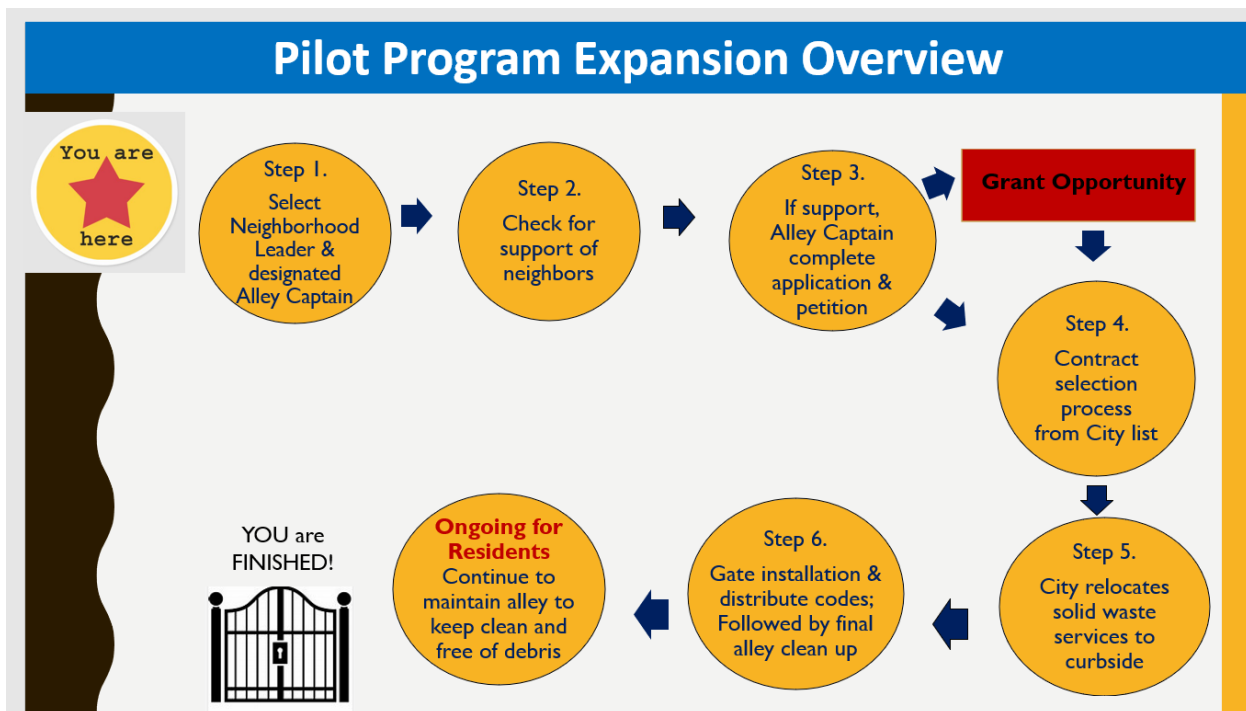 Pilot Program Expansion Overview
You are
here
Step 1.
Select
Neighborhood
Leader &
designated
Alley Captain
Step 2.
Check for
support of
neighbors
Step 3.
If support,
Alley Captain
complete
application &
petition
Grant Opportunity
Step 4.
Contract
selection
process
from City list
Step 5.
City relocates
solid waste
services to
curbside
Step 6.
Gate installation &
distribute codes;
Followed by final
alley clean up
Ongoing for
Residents
Continue to
maintain alley to
keep clean and
free of debris
YOU are
FINISHED!